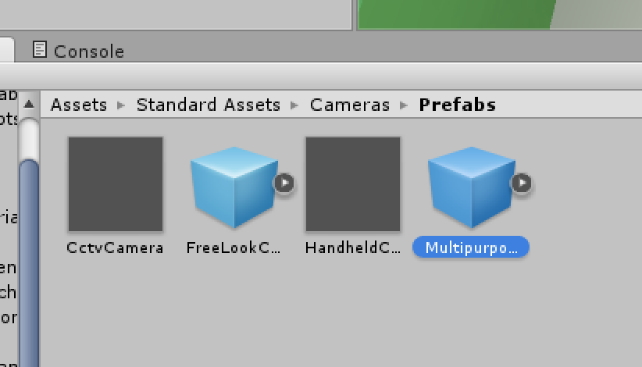 Console
Assets ▸ Standard Assets ▸ Cameras ▸ Prefabs
CctvCamera FreeLookC... HandheldC... Multipurpo...